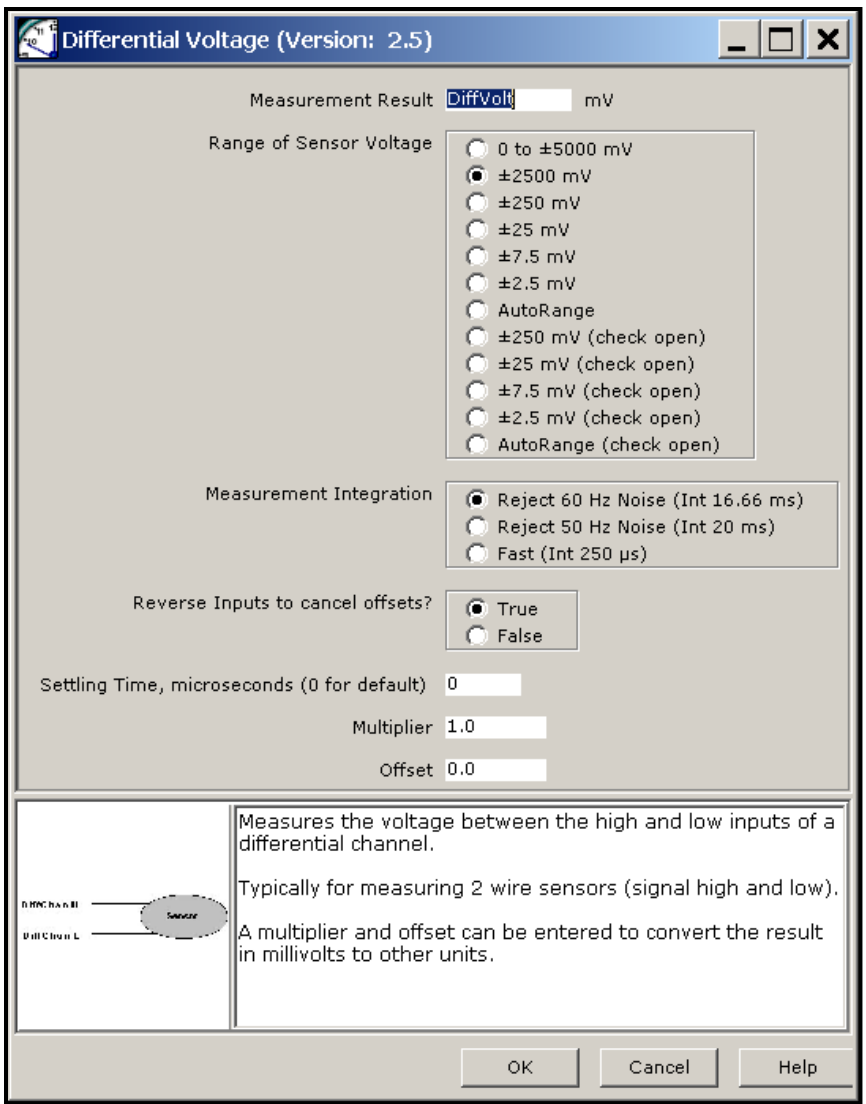 Differential Voltage (Version: 2.5)
Measurement Result DiffVolt mV
Range of Sensor Voltage
0 to ±5000 mV
±2500 mV
±250 mV
±25 mV
±7.5 mV
±2.5 mV
AutoRange
±250 mV (check open)
±25 mV (check open)
±7.5 mV (check open)
±2.5 mV (check open)
AutoRange (check open)
Measurement Integration
Reject 60 Hz Noise (Int 16.66 ms)
Reject 50 Hz Noise (Int 20 ms)
Fast (Int 250 µs)
Reverse Inputs to cancel offsets?
True
False
Settling Time, microseconds (0 for default) 0
Multiplier 1.0
Offset 0.0
Sensor
Measures the voltage between the high and low inputs of a
differential channel.
Typically for measuring 2 wire sensors (signal high and low).
A multiplier and offset can be entered to convert the result
in millivolts to other units.
OK Cancel Help